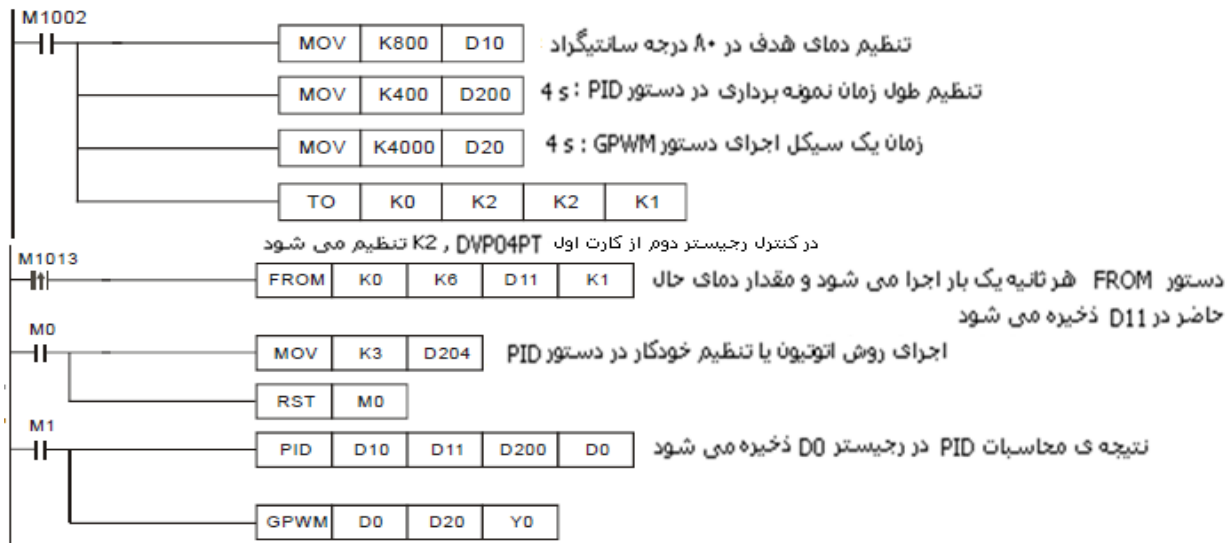 M1002
MOV K800 D10 تنظیم دمای هدف در ۸۰ درجه سانتیگراد
MOV K400 D200 تنظیم طول زمان نمونه برداری در دستور PID : 4 s
MOV K4000 D20 زمان یک سیکل اجرای دستور GPWM : 4 s
TO K0 K2 K2 K1
در کنترل رجیستر دوم از کارت اول DVP04PT , K2 تنظیم می شود
M1013
FROM K0 K6 D11 K1 دستور FROM هر ثانیه یک بار اجرا می شود و مقدار دمای حال
حاضر در D11 ذخیره می شود
M0
MOV K3 D204 اجرای روش اتوتیون یا تنظیم خودکار در دستور PID
RST M0
M1
PID D10 D11 D200 D0 نتیجه ی محاسبات PID در رجیستر D0 ذخیره می شود
GPWM D0 D20 Y0